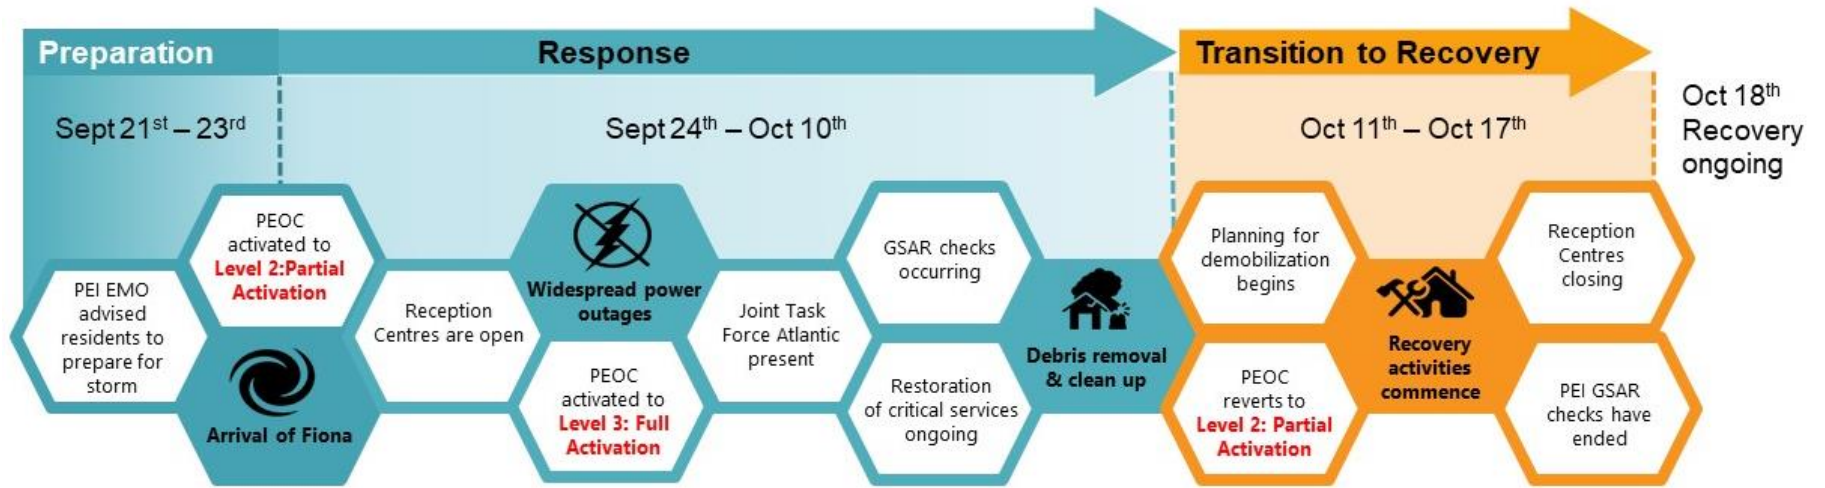 Preparation
Response
Transition to Recovery
Sept 21st – 23rd
Sept 24th – Oct 10th
Oct 11th – Oct 17th
Oct 18th
Recovery
ongoing
PEI EMO
advised
residents to
prepare for
storm
PEOC
activated to
Level 2:Partial
Activation
Arrival of Fiona
Reception
Centres are open
Widespread power
outages
PEOC
activated to
Level 3: Full
Activation
Joint Task
Force Atlantic
present
GSAR checks
occurring
Restoration
of critical services
ongoing
Debris removal
& clean up
Planning for
demobilization
begins
PEOC
reverts to
Level 2: Partial
Activation
Recovery
activities
commence
Reception
Centres
closing
PEI GSAR
checks have
ended